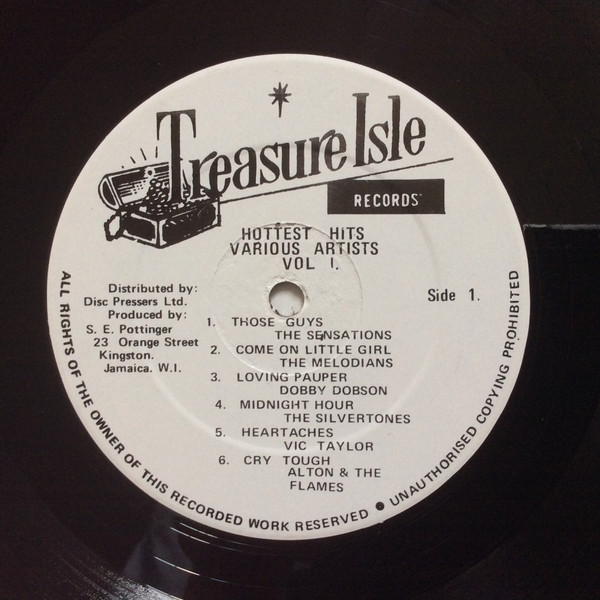 Treasure Isle
RECORDS
HOTTEST HITS
VARIOUS ARTISTS
VOL I.
Distributed by:
Disc Pressers Ltd.
Produced by:
S. E. Pottinger
23 Orange Street
Kingston.
Jamaica. W.I.
Side 1.
1. THOSE GUYS
THE SENSATIONS
2. COME ON LITTLE GIRL
THE MELODIANS
3. LOVING PAUPER
DOBBY DOBSON
4. MIDNIGHT HOUR
THE SILVERTONES
5. HEARTACHES
VIC TAYLOR
6. CRY TOUGH
ALTON & THE
FLAMES
ALL RIGHTS OF THE OWNER OF THIS RECORDED WORK RESERVED ● UNAUTHORISED COPYING PROHIBITED